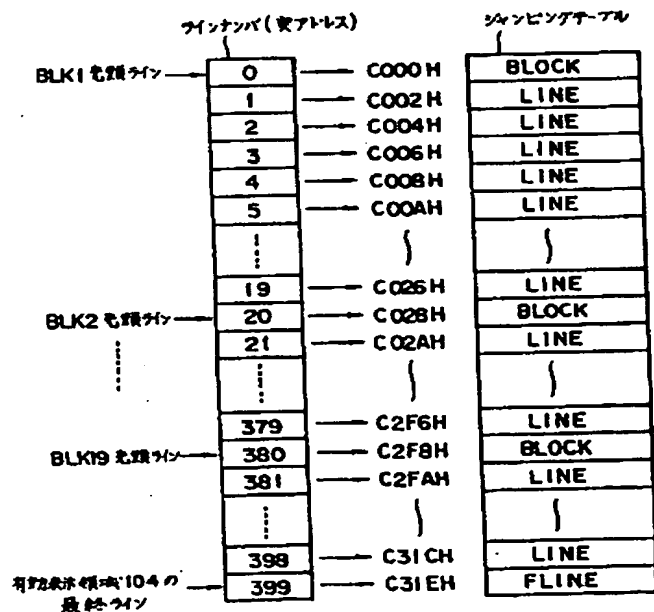 ラインナンバ(実アドレス) ジャンピングテーブル
BLK1 先頭ライン 0 C000H BLOCK
1 C002H LINE
2 C004H LINE
3 C006H LINE
4 C008H LINE
5 C00AH LINE
19 C026H LINE
BLK2 先頭ライン 20 C028H BLOCK
21 C02AH LINE
379 C2F6H LINE
BLK19 先頭ライン 380 C2F8H BLOCK
381 C2FAH LINE
398 C31CH LINE
有効表示領域104の 399 C31EH FLINE
最終ライン